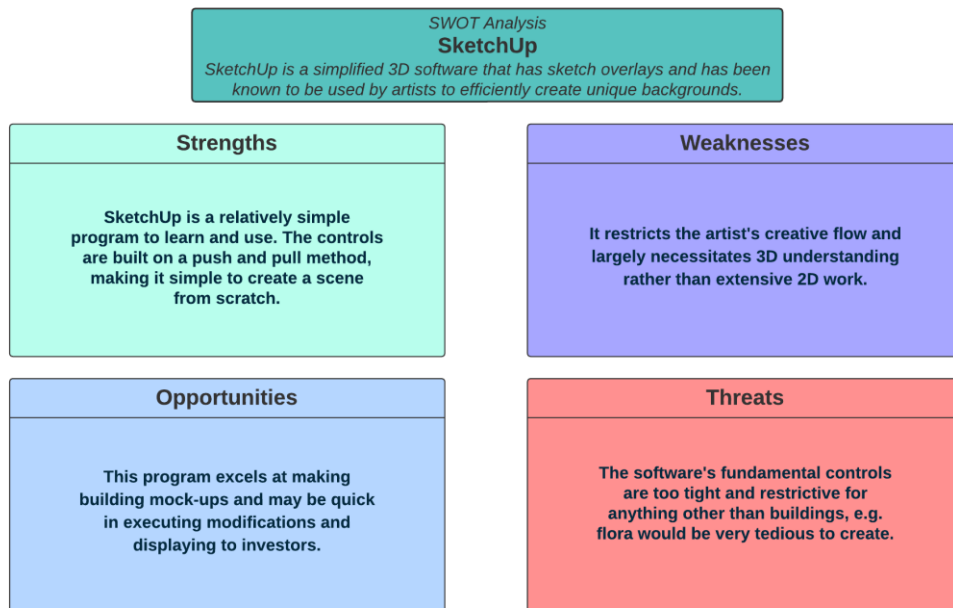 SWOT Analysis
SketchUp
SketchUp is a simplified 3D software that has sketch overlays and has been
known to be used by artists to efficiently create unique backgrounds.
Strengths
SketchUp is a relatively simple
program to learn and use. The controls
are built on a push and pull method,
making it simple to create a scene
from scratch.
Weaknesses
It restricts the artist's creative flow and
largely necessitates 3D understanding
rather than extensive 2D work.
Opportunities
This program excels at making
building mock-ups and may be quick
in executing modifications and
displaying to investors.
Threats
The software's fundamental controls
are too tight and restrictive for
anything other than buildings, e.g.
flora would be very tedious to create.